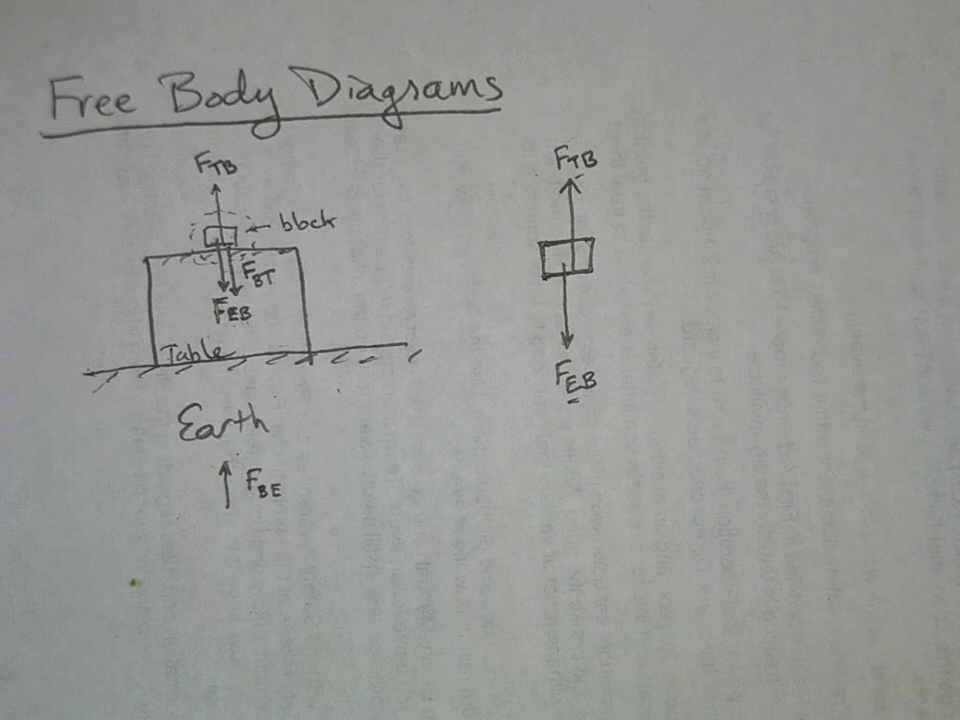 Free Body Diagrams
FTB
block
FBT
FEB
Table
Earth
FBE
FTB
FEB